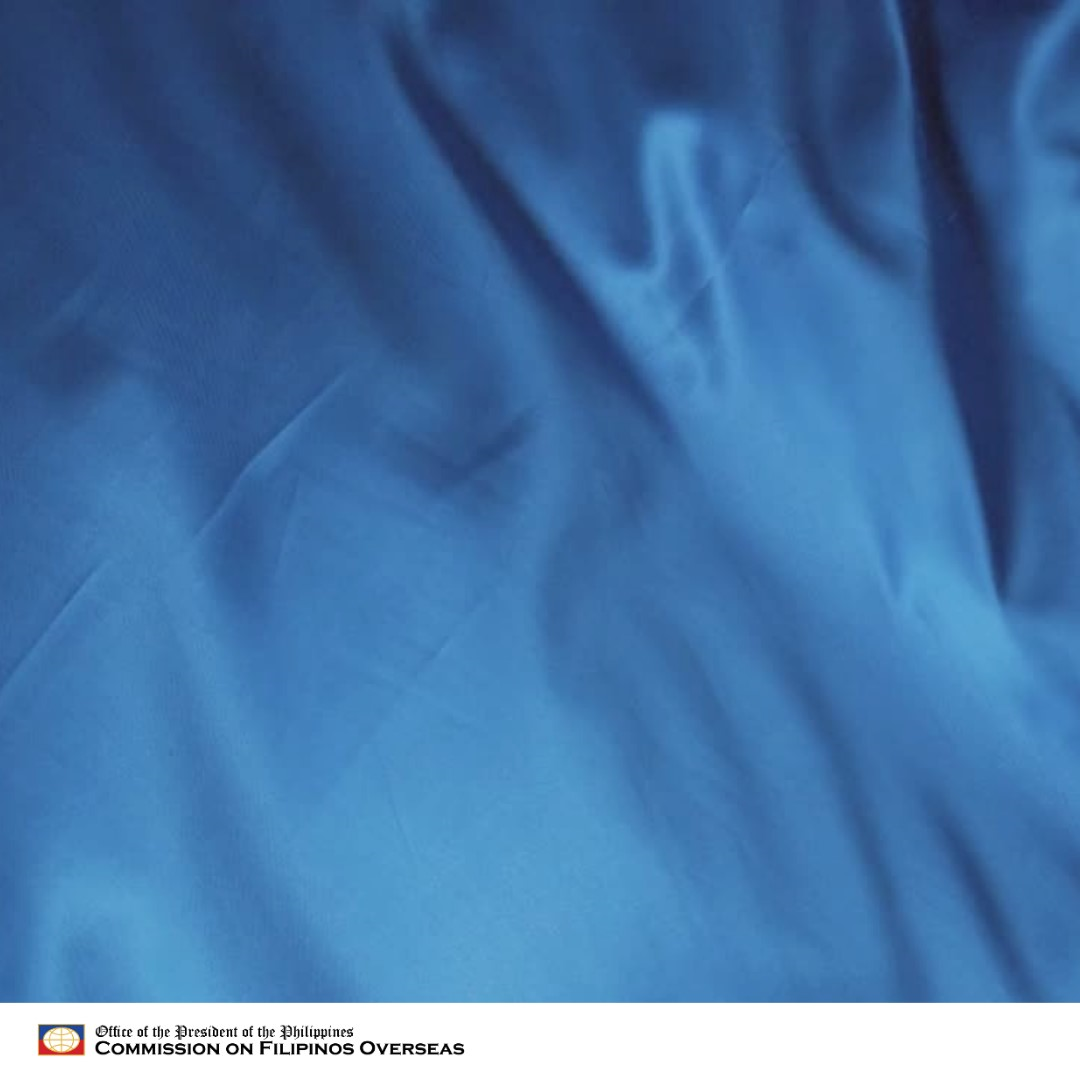 Office of the President of the Philippines
COMMISSION ON FILIPINOS OVERSEAS